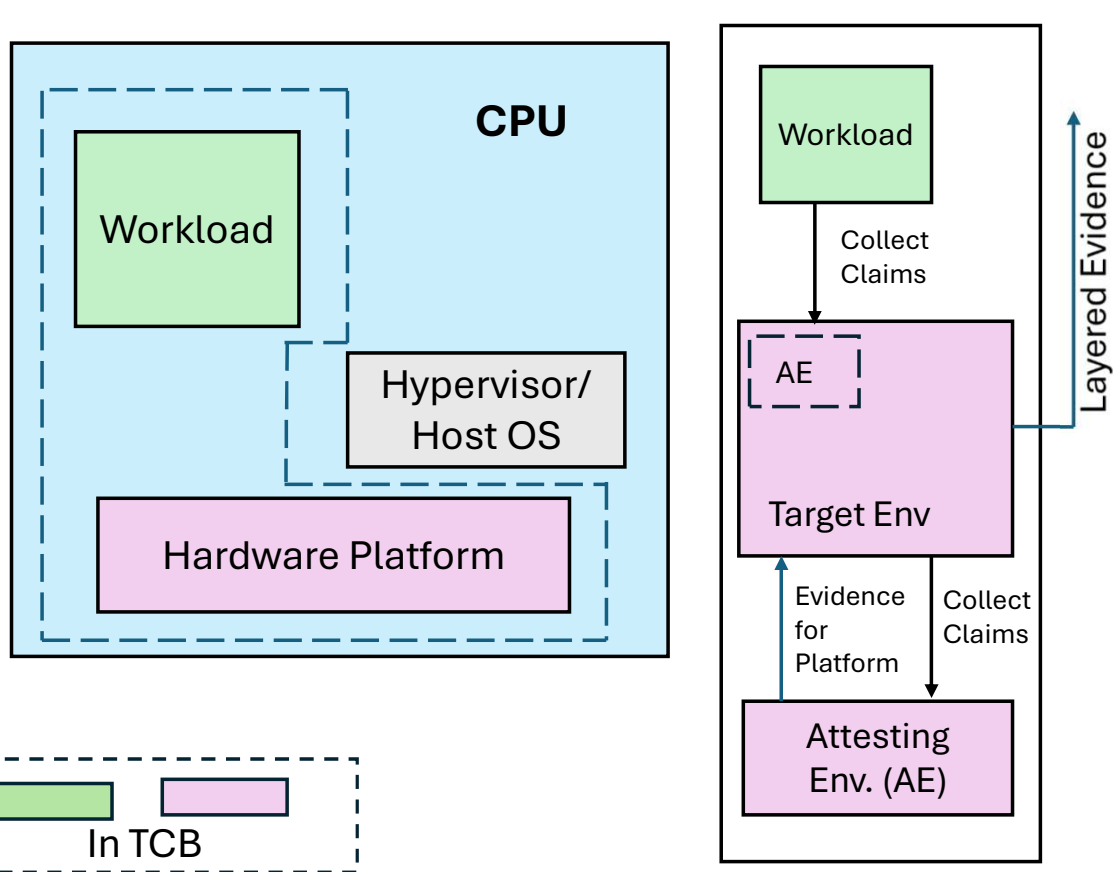 CPU
Workload
Hypervisor/
Host OS
Hardware Platform
In TCB
Workload
Collect
Claims
AE
Target Env
Evidence
for
Platform
Collect
Claims
Attesting
Env. (AE)
Layered Evidence